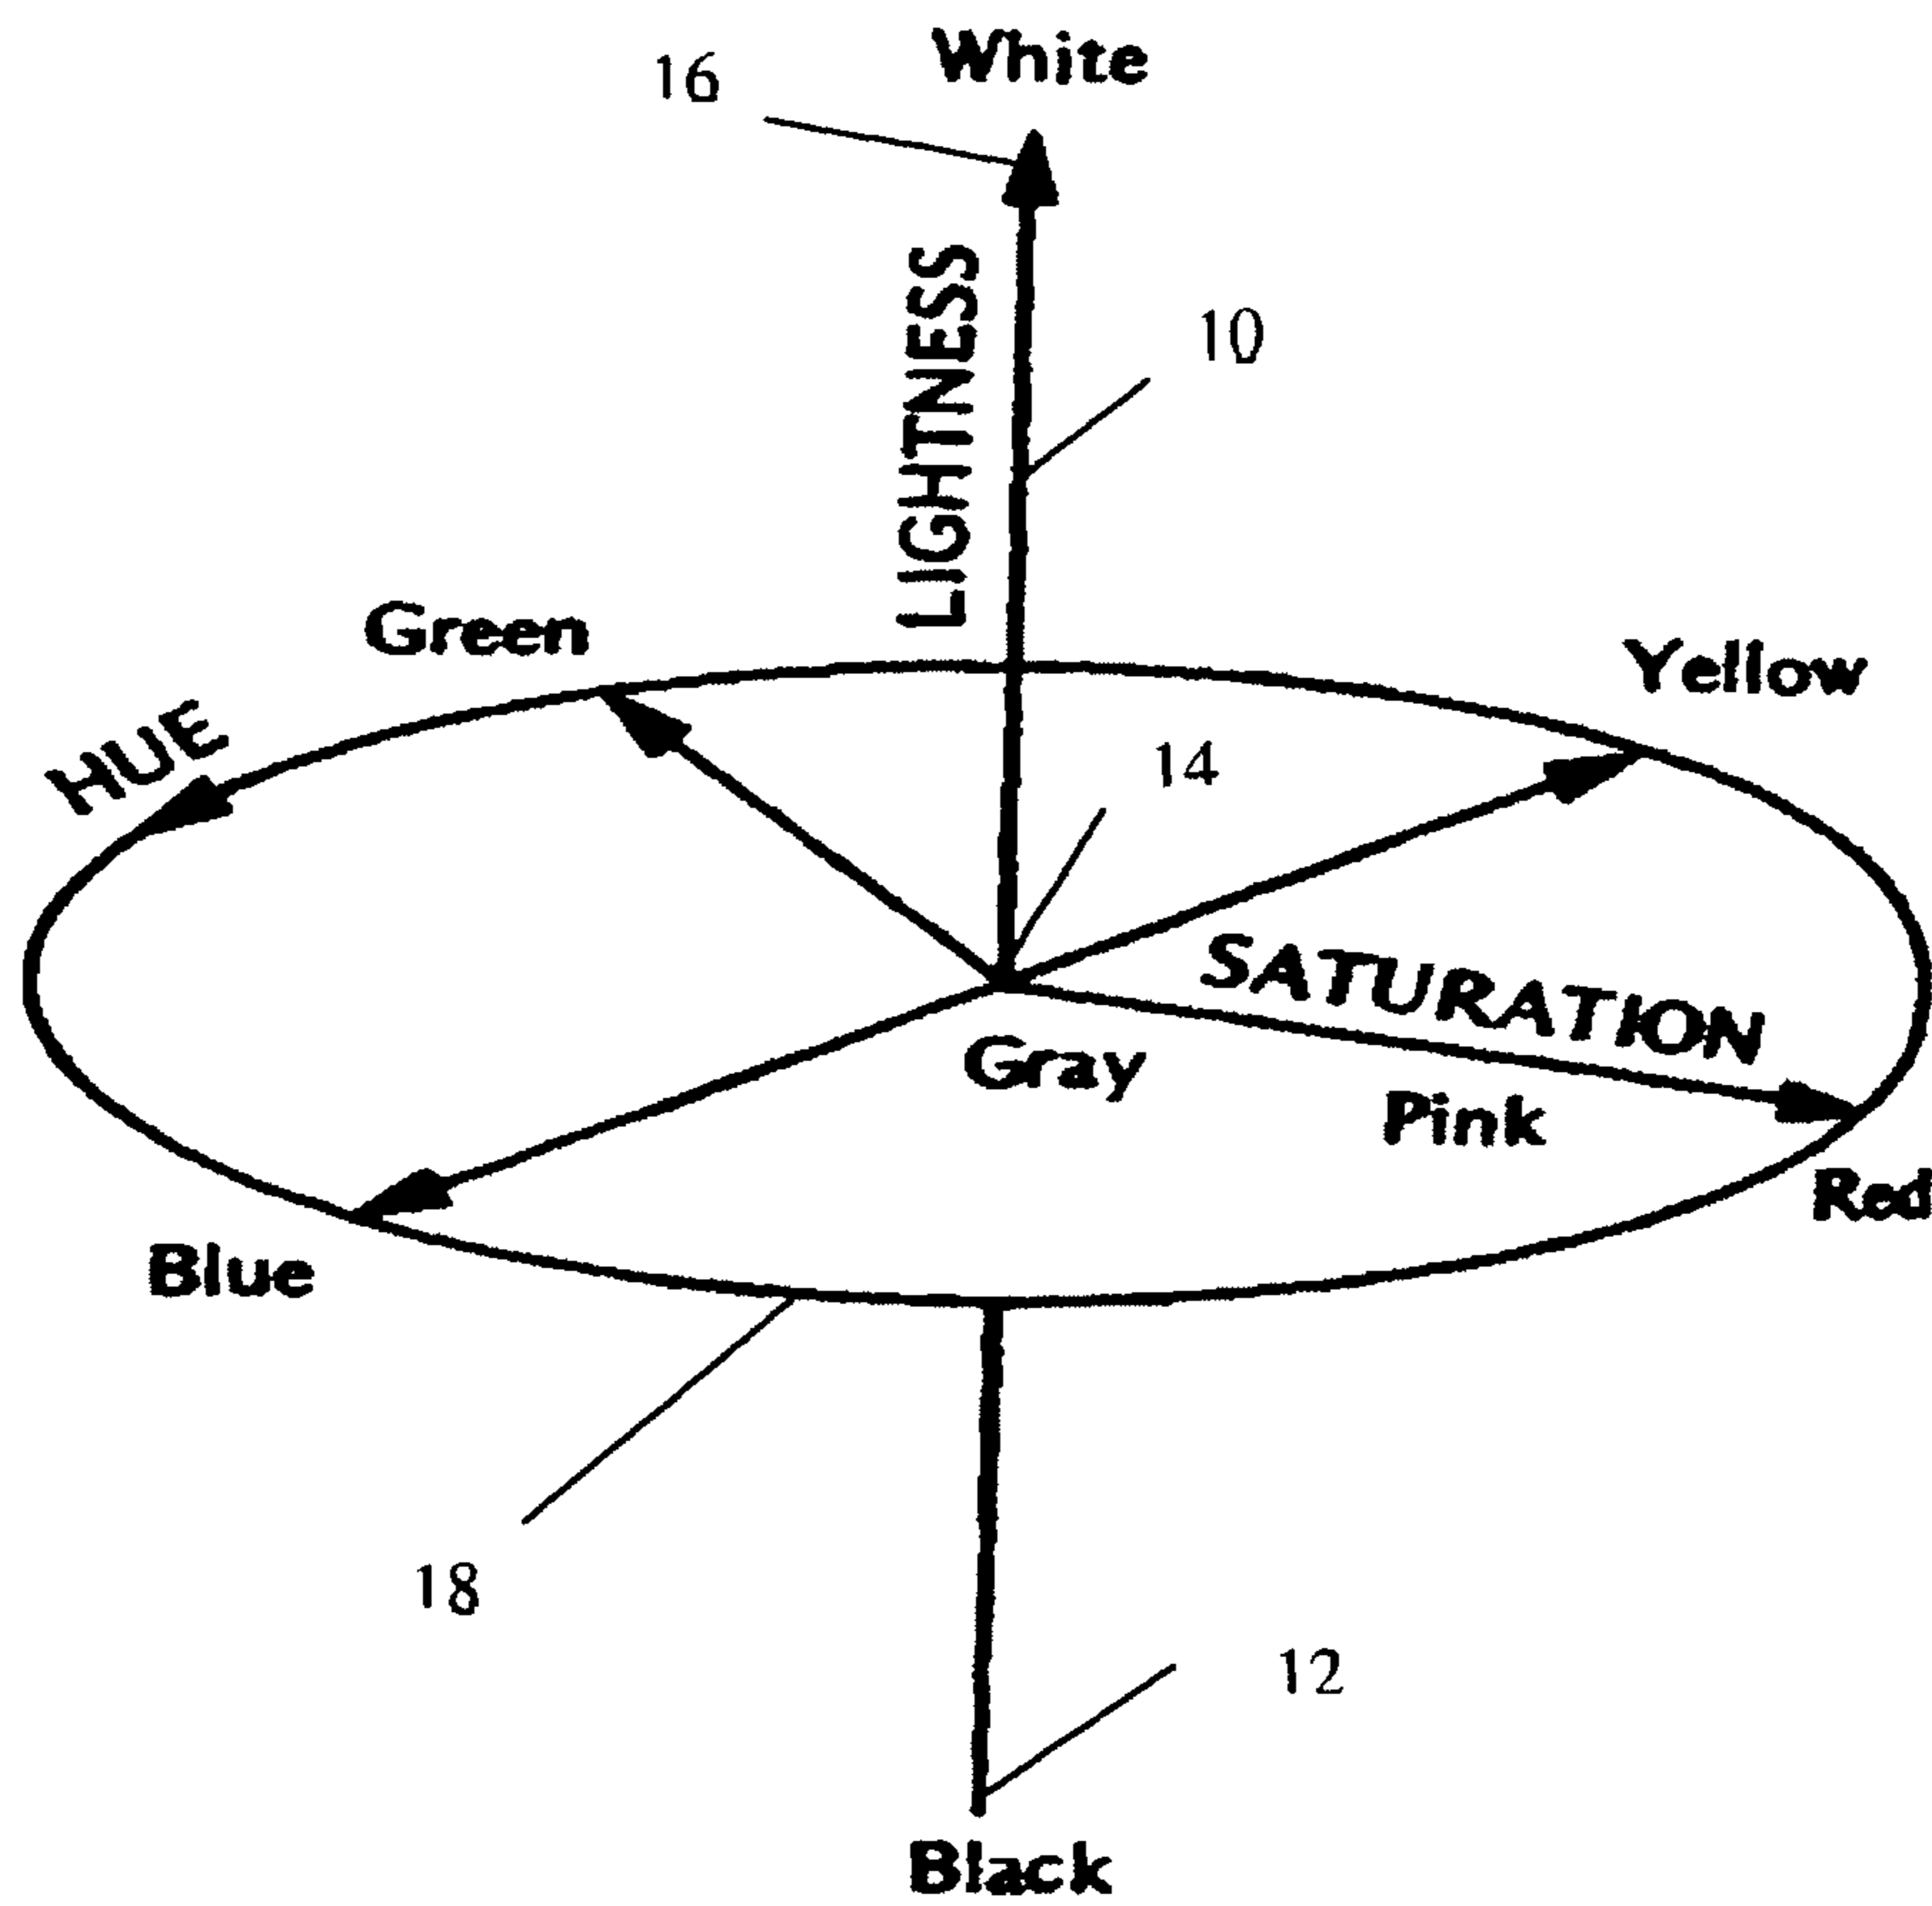 White
16
LIGHTNESS
10
Green
Yellow
HUE
14
SATURATION
Gray
Pink
Red
Blue
18
12
Black